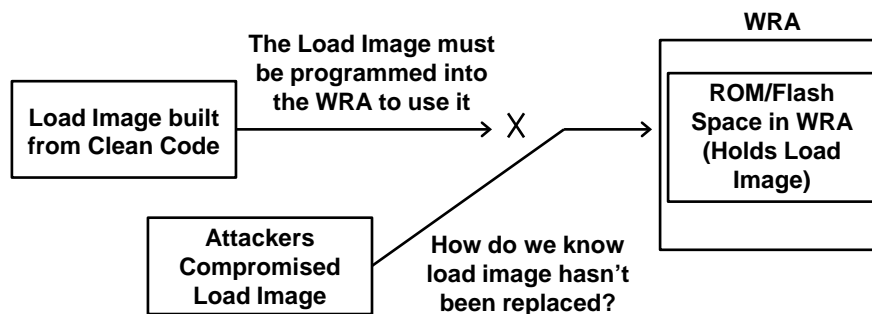 WRA
The Load Image must
be programmed into
the WRA to use it
Load Image built
from Clean Code
X
ROM/Flash
Space in WRA
(Holds Load
Image)
Attackers
Compromised
Load Image
How do we know
load image hasn’t
been replaced?